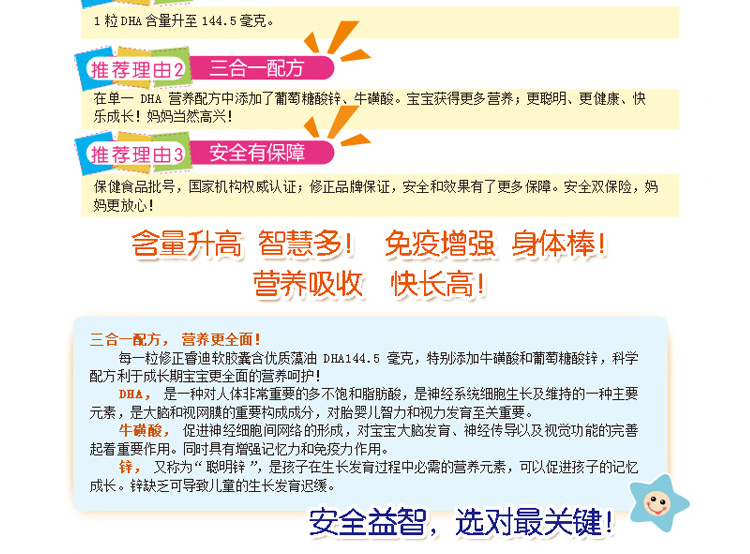 1粒DHA含量升至144.5毫克。
推荐理由2 三合一配方
在单一 DHA 营养配方中添加了葡萄糖酸锌、牛磺酸。宝宝获得更多营养；更聪明、更健康、快
乐成长！妈妈当然高兴！
推荐理由3 安全有保障
保健食品批号，国家机构权威认证；修正品牌保证，安全和效果有了更多保障。安全双保险，妈
妈更放心！
含量升高 智慧多！ 免疫增强 身体棒！
营养吸收 快长高！
三合一配方， 营养更全面！
每一粒修正睿迪软胶囊含优质藻油 DHA144.5 毫克，特别添加牛磺酸和葡萄糖酸锌，科学
配方利于成长期宝宝更全面的营养呵护！
DHA， 是一种对人体非常重要的多不饱和脂肪酸，是神经系统细胞生长及维持的一种主要
元素，是大脑和视网膜的重要构成成分，对胎婴儿智力和视力发育至关重要。
牛磺酸， 促进神经细胞间网络的形成，对宝宝大脑发育、神经传导以及视觉功能的完善
起着重要作用。同时具有增强记忆力和免疫力作用。
锌， 又称为“聪明锌”，是孩子在生长发育过程中必需的营养元素，可以促进孩子的记忆
成长。锌缺乏可导致儿童的生长发育迟缓。
安全益智，选对最关键！